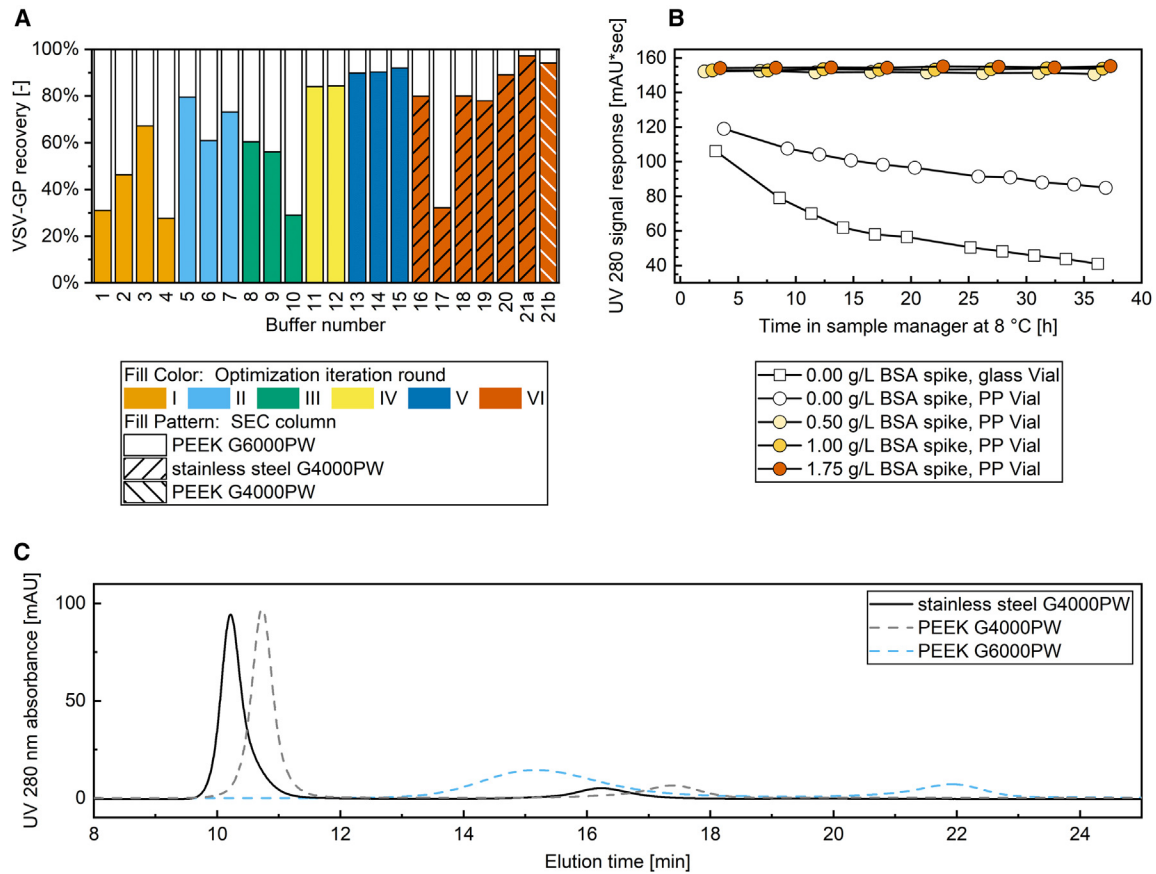 A
VSV-GP recovery [-]
100%
80%
60%
40%
20%
0%
1 2 3 4 5 6 7 8 9 10 11 12 13 14 15 16 17 18 19 20 21a 21b
Buffer number
Fill Color: Optimization iteration round
I II III IV V VI
Fill Pattern: SEC column
PEEK G6000PW
stainless steel G4000PW
PEEK G4000PW
B
UV 280 signal response [mAU*sec]
160
140
120
100
80
60
40
0 5 10 15 20 25 30 35 40
Time in sample manager at 8 °C [h]
0.00 g/L BSA spike, glass Vial
0.00 g/L BSA spike, PP Vial
0.50 g/L BSA spike, PP Vial
1.00 g/L BSA spike, PP Vial
1.75 g/L BSA spike, PP Vial
C
UV 280 nm absorbance [mAU]
100
50
0
8 10 12 14 16 18 20 22 24
Elution time [min]
stainless steel G4000PW
PEEK G4000PW
PEEK G6000PW